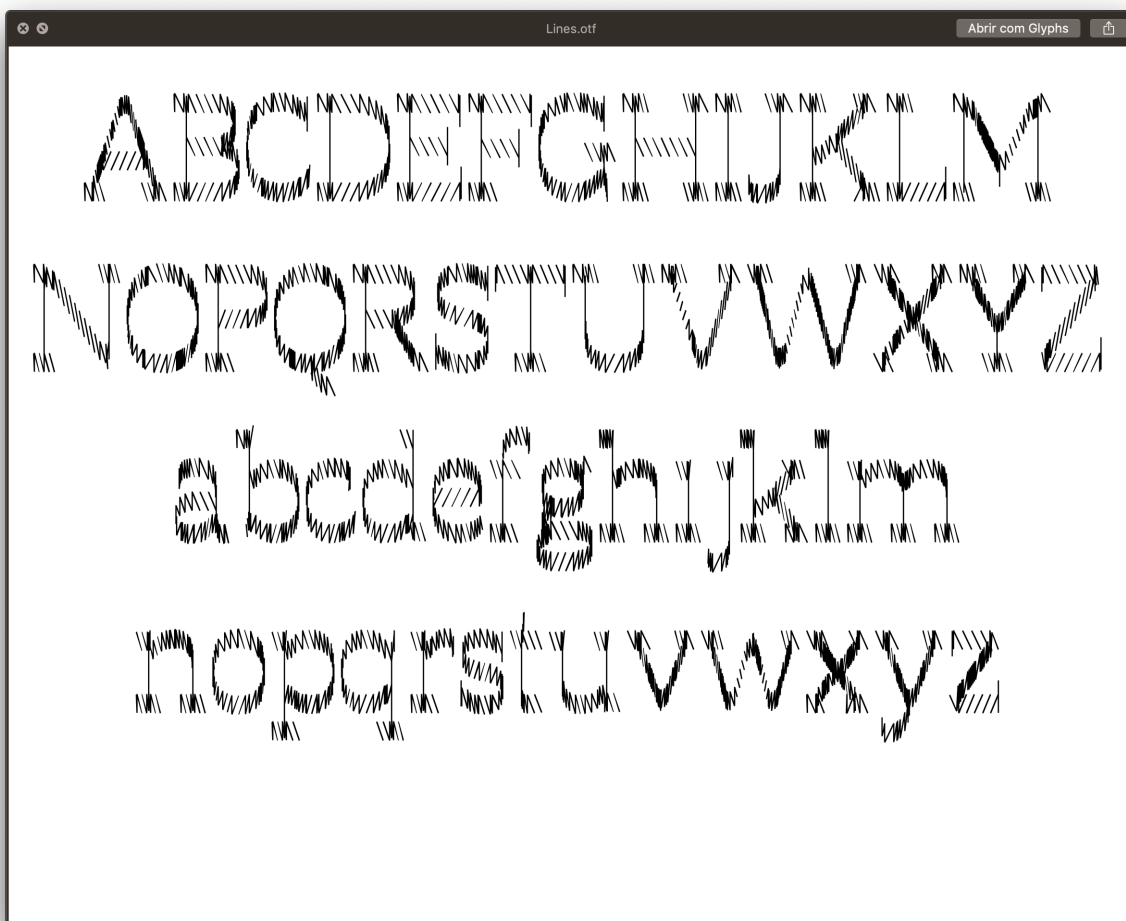 Lines.otf
Abrir com Glyphs
ABCDEFGHIJKLM
NOPQRSTUVWXYZ
abcdefghijklm
nopqrstuvwxyz